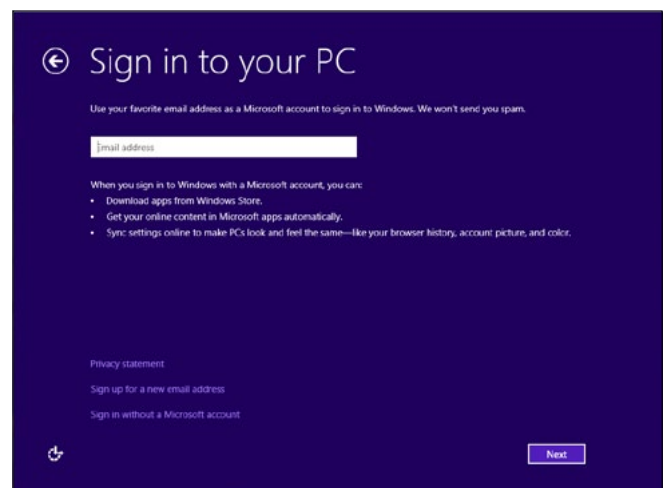 Sign in to your PC
Use your favorite email address as a Microsoft account to sign in to Windows. We won't send you spam.
Email address
When you sign in to Windows with a Microsoft account, you can:
• Download apps from Windows Store.
• Get your online content in Microsoft apps automatically.
• Sync settings online to make PCs look and feel the same—like your browser history, account picture, and color.
Privacy statement
Sign up for a new email address
Sign in without a Microsoft account
Next